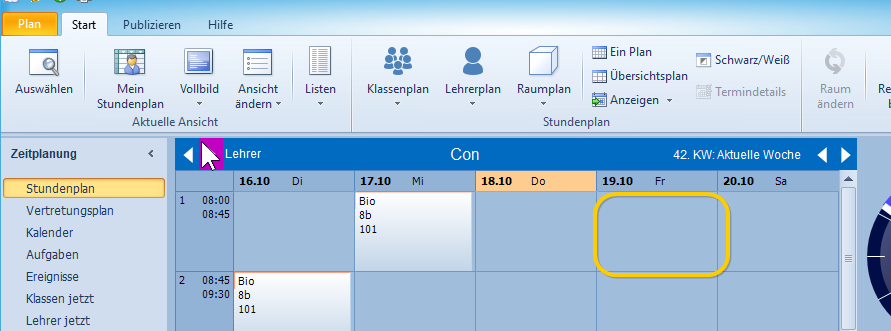 Plan Start Publizieren Hilfe
Auswählen
Mein Stundenplan
Vollbild
Ansicht ändern
Listen
Aktuelle Ansicht
Klassenplan
Lehrerplan
Raumplan
Ein Plan
Übersichtsplan
Anzeigen
Schwarz/Weiß
Termindetails
Stundenplan
Raum ändern
Zeitplanung
Stundenplan
Vertretungsplan
Kalender
Aufgaben
Ereignisse
Klassen jetzt
Lehrer jetzt
Lehrer Con 42. KW: Aktuelle Woche
16.10 Di 17.10 Mi 18.10 Do 19.10 Fr 20.10 Sa
1 08:00
08:45
Bio
8b
101
2 08:45
09:30
Bio
8b
101